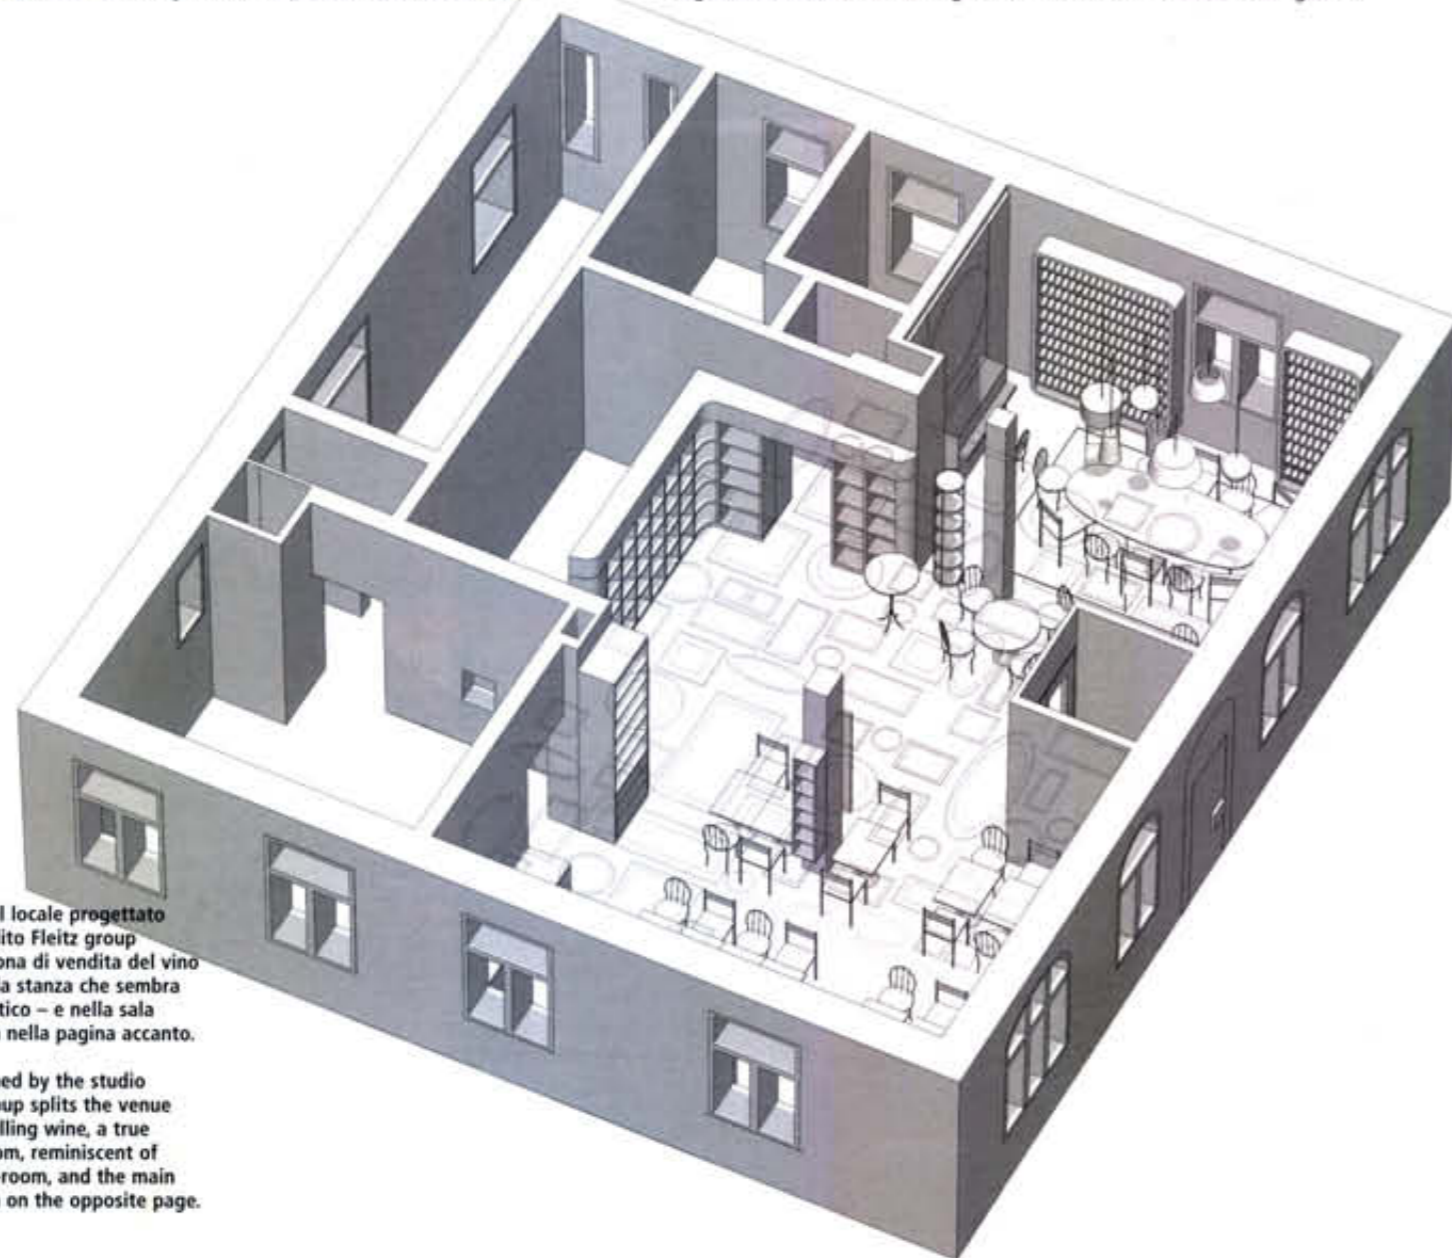 l locale progettato
ito Fleitz group
ona di vendita del vino
a stanza che sembra
tico – e nella sala
nella pagina accanto.
ed by the studio
up splits the venue
lling wine, a true
om, reminiscent of
room, and the main
on the opposite page.